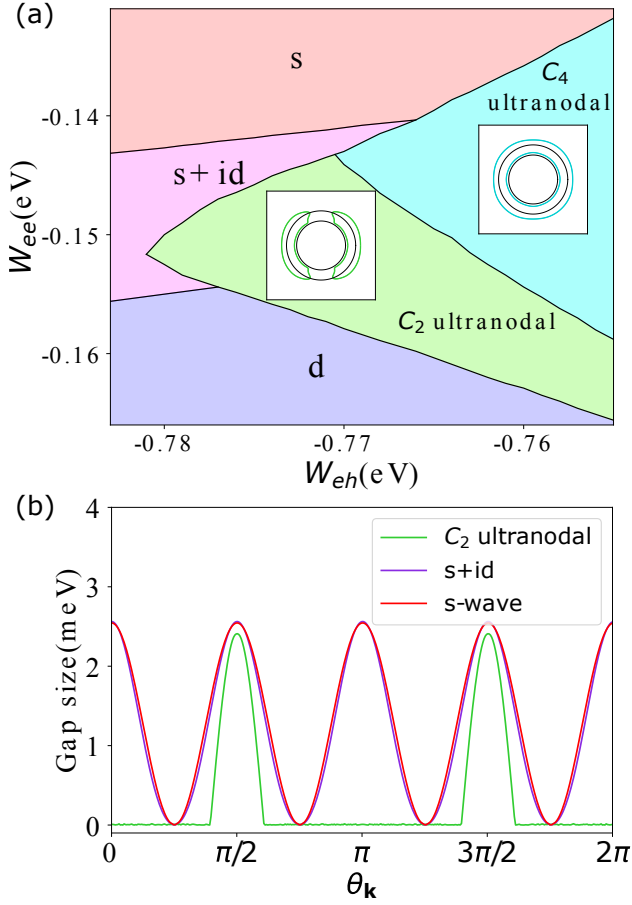 (a)
s
C4
ultranodal
s+ id
C2 ultranodal
d
-0.14
-0.15
-0.16
Wee(eV)
-0.78
-0.77
-0.76
Weh(eV)
(b)
C2 ultranodal
s+id
s-wave
4
3
2
1
0
Gap size(meV)
0
π/2
π
3π/2
2π
θk